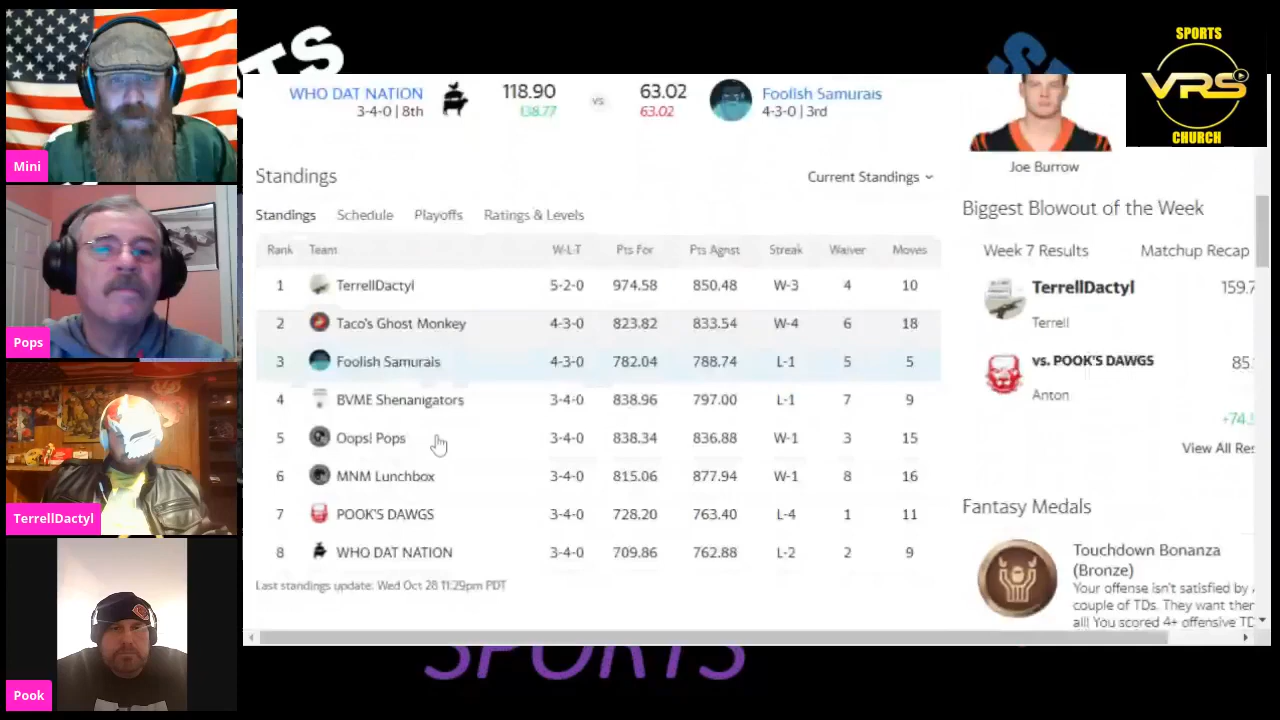 Mini
Pops
TerrellDactyl
Pook
SPORTS
VRS
CHURCH
WHO DAT NATION
3-4-0 | 8th
118.90
138.77
vs
63.02
63.02
Foolish Samurais
4-3-0 | 3rd
Standings
Current Standings
Standings Schedule Playoffs Ratings & Levels
Rank Team W-L-T Pts For Pts Agnst Streak Waiver Moves
1 TerrellDactyl 5-2-0 974.58 850.48 W-3 4 10
2 Taco's Ghost Monkey 4-3-0 823.82 833.54 W-4 6 18
3 Foolish Samurais 4-3-0 782.04 788.74 L-1 5 5
4 BVME Shenanigators 3-4-0 838.96 797.00 L-1 7 9
5 Oops! Pops 3-4-0 838.34 836.88 W-1 3 15
6 MNM Lunchbox 3-4-0 815.06 877.94 W-1 8 16
7 POOK'S DAWGS 3-4-0 728.20 763.40 L-4 1 11
8 WHO DAT NATION 3-4-0 709.86 762.88 L-2 2 9
Last standings update: Wed Oct 28 11:29pm PDT
Joe Burrow
Biggest Blowout of the Week
Week 7 Results Matchup Recap
TerrellDactyl 159.7
Terrell
vs. POOK'S DAWGS 85.
Anton
+74.
View All Res
Fantasy Medals
Touchdown Bonanza
(Bronze)
Your offense isn't satisfied by
couple of TDs. They want ther
all! You scored 4+ offensive TD
SPORTS